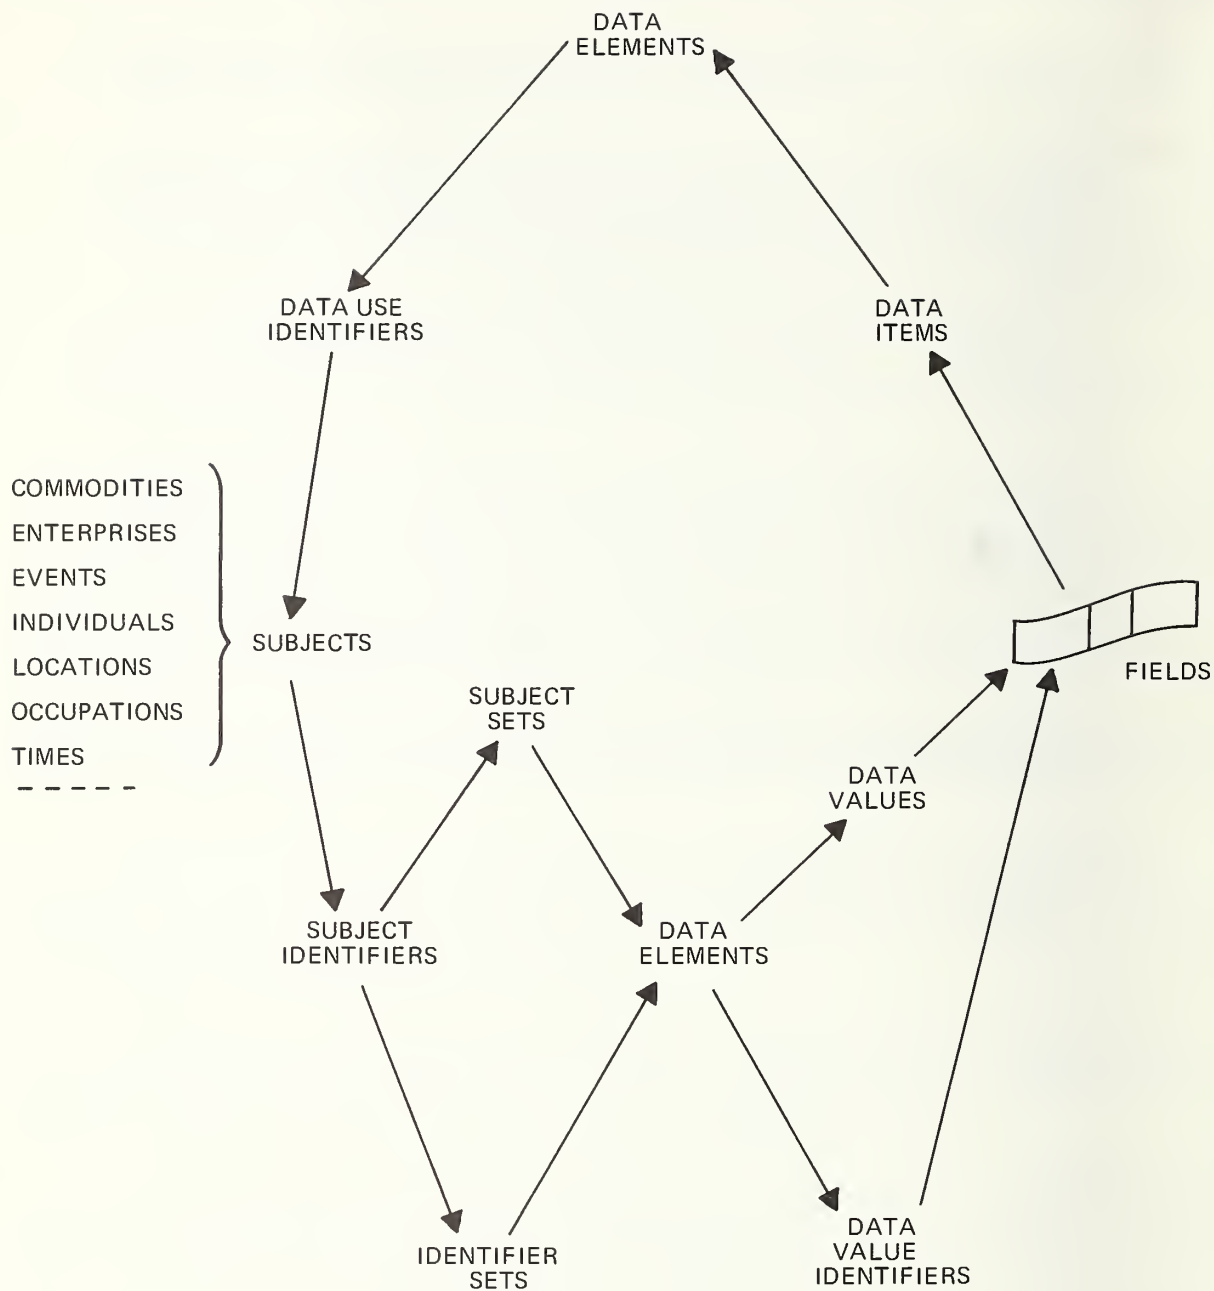 DATA
ELEMENTS
DATA USE
IDENTIFIERS
DATA
ITEMS
COMMODITIES
ENTERPRISES
EVENTS
INDIVIDUALS
LOCATIONS
OCCUPATIONS
TIMES
SUBJECTS
FIELDS
SUBJECT
SETS
DATA
VALUES
SUBJECT
IDENTIFIERS
DATA
ELEMENTS
IDENTIFIER
SETS
DATA
VALUE
IDENTIFIERS